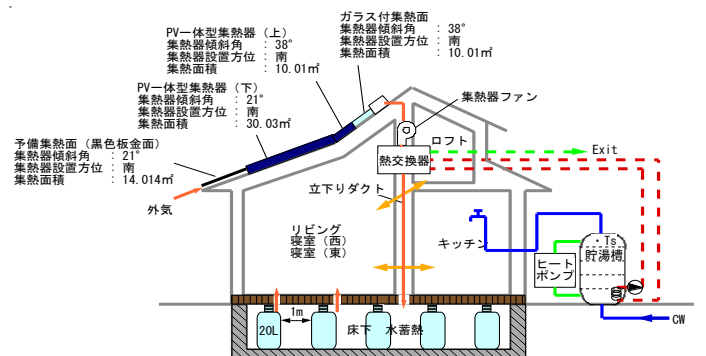 ガラス付集熱面
集熱器傾斜角 : 38°
集熱器設置方位 : 南
集熱面積 : 10.01㎡
PV一体型集熱器（上）
集熱器傾斜角 : 38°
集熱器設置方位 : 南
集熱面積 : 10.01㎡
PV一体型集熱器（下）
集熱器傾斜角 : 21°
集熱器設置方位 : 南
集熱面積 : 30.03㎡
予備集熱面（黒色板金面）
集熱器傾斜角 : 21°
集熱器設置方位 : 南
集熱面積 : 14.014㎡
外気
集熱器ファン
ロフト
Exit
熱交換器
立下りダクト
リビング
寝室（西）
寝室（東）
キッチン
・Ts
貯湯槽
ヒート
ポンプ
CW
1m
20L
床下 水蓄熱